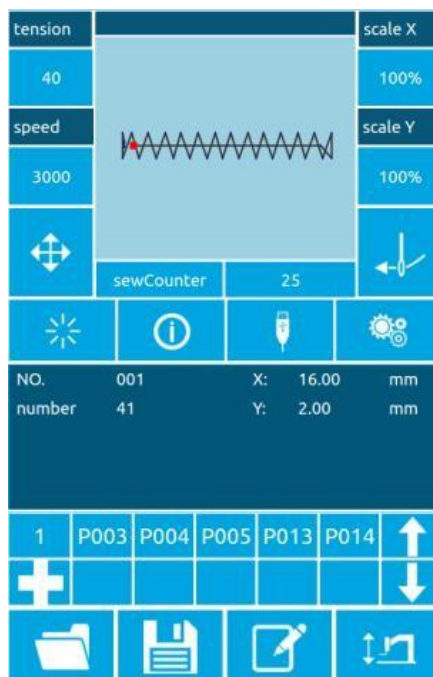 tension scale X
40 100%
speed scale Y
3000 100%
sewCounter 25
NO. 001 X: 16.00 mm
number 41 Y: 2.00 mm
1 P003 P004 P005 P013 P014